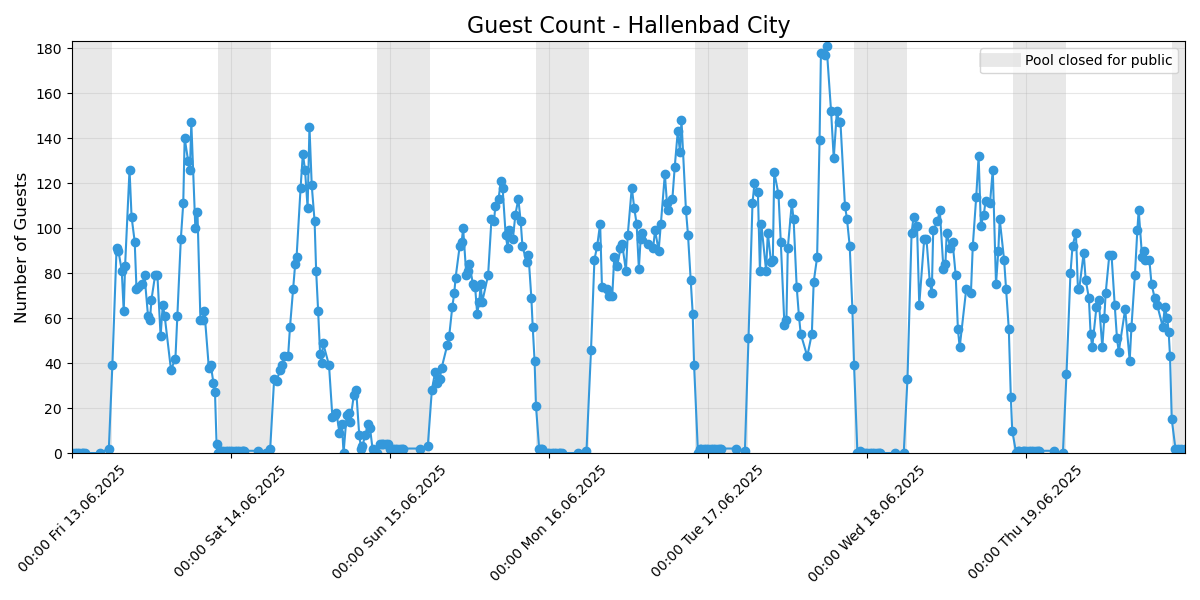 Guest Count - Hallenbad City
Pool closed for public
Number of Guests
180
160
140
120
100
80
60
40
20
0
00:00 Fri 13.06.2025
00:00 Sat 14.06.2025
00:00 Sun 15.06.2025
00:00 Mon 16.06.2025
00:00 Tue 17.06.2025
00:00 Wed 18.06.2025
00:00 Thu 19.06.2025